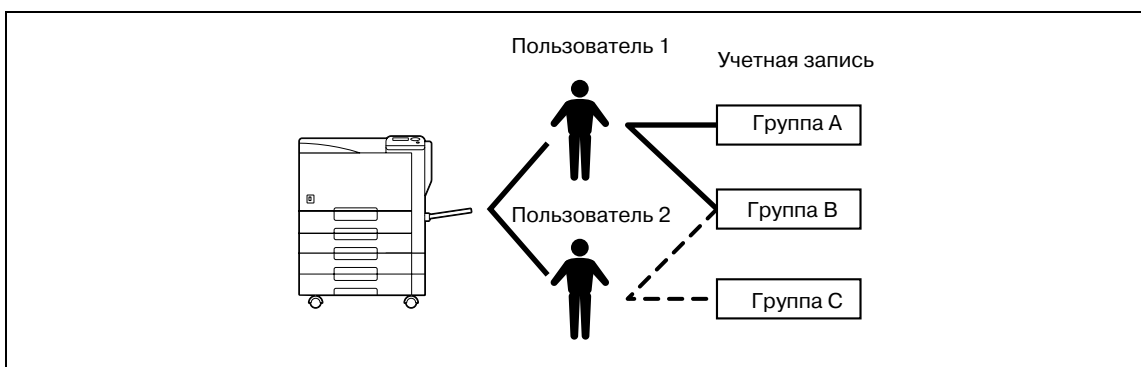 Пользователь 1
Учетная запись
Группа A
Группа B
Пользователь 2
Группа C